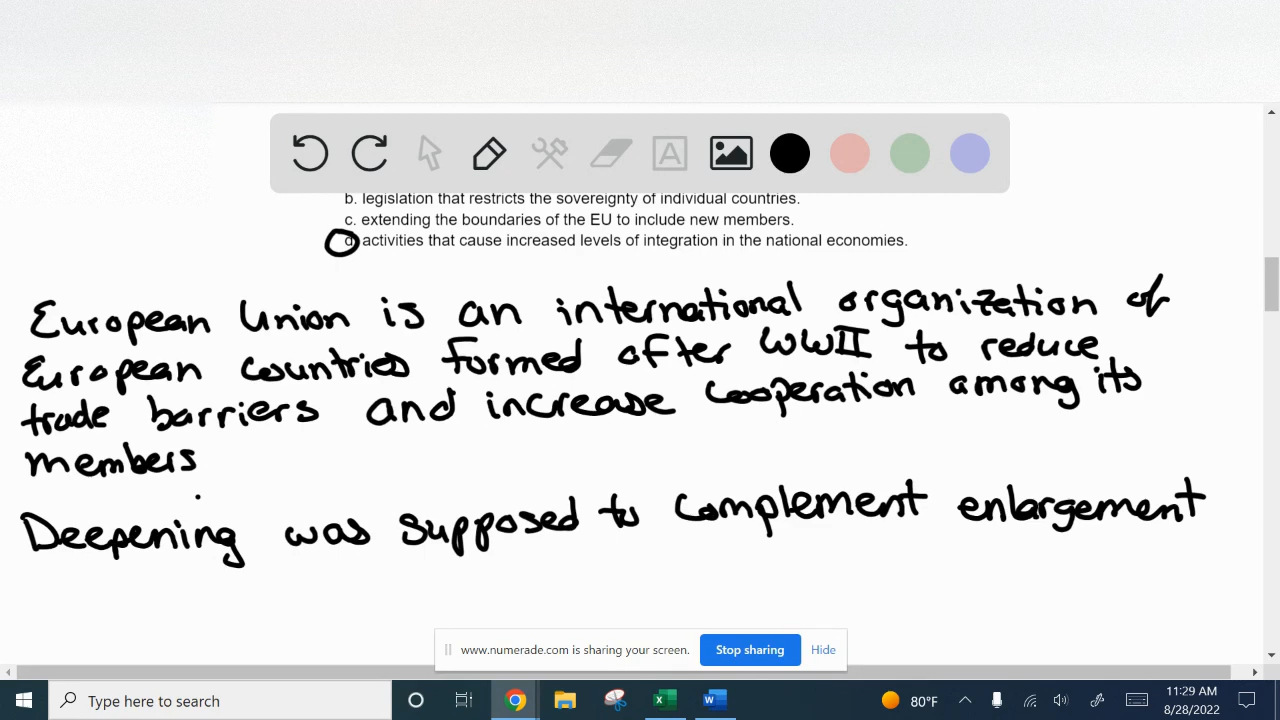 A
b. legislation that restricts the sovereignty of individual countries.
c. extending the boundaries of the EU to include new members.
d. activities that cause increased levels of integration in the national economies.
European Union is an international organization of
European countries formed after WWII to reduce
trade barriers and increase cooperation among its
members
Deepening was supposed to complement enlargement
www.numerade.com is sharing your screen. Stop sharing Hide
Type here to search
80°F
11:29 AM
8/28/2022